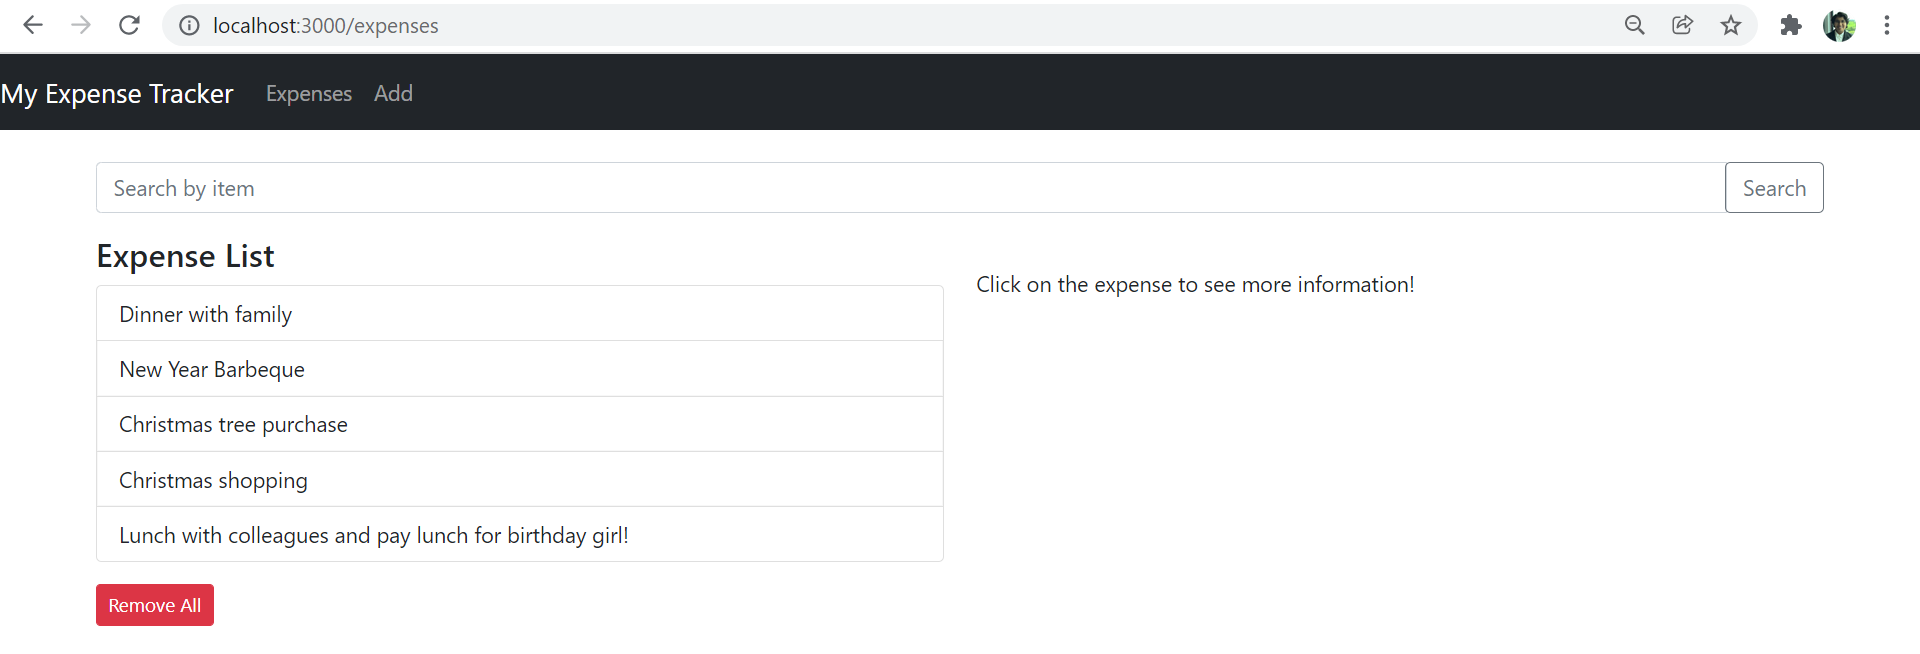 localhost:3000/expenses
My Expense Tracker Expenses Add
Search by item Search
Expense List
Click on the expense to see more information!
Dinner with family
New Year Barbeque
Christmas tree purchase
Christmas shopping
Lunch with colleagues and pay lunch for birthday girl!
Remove All